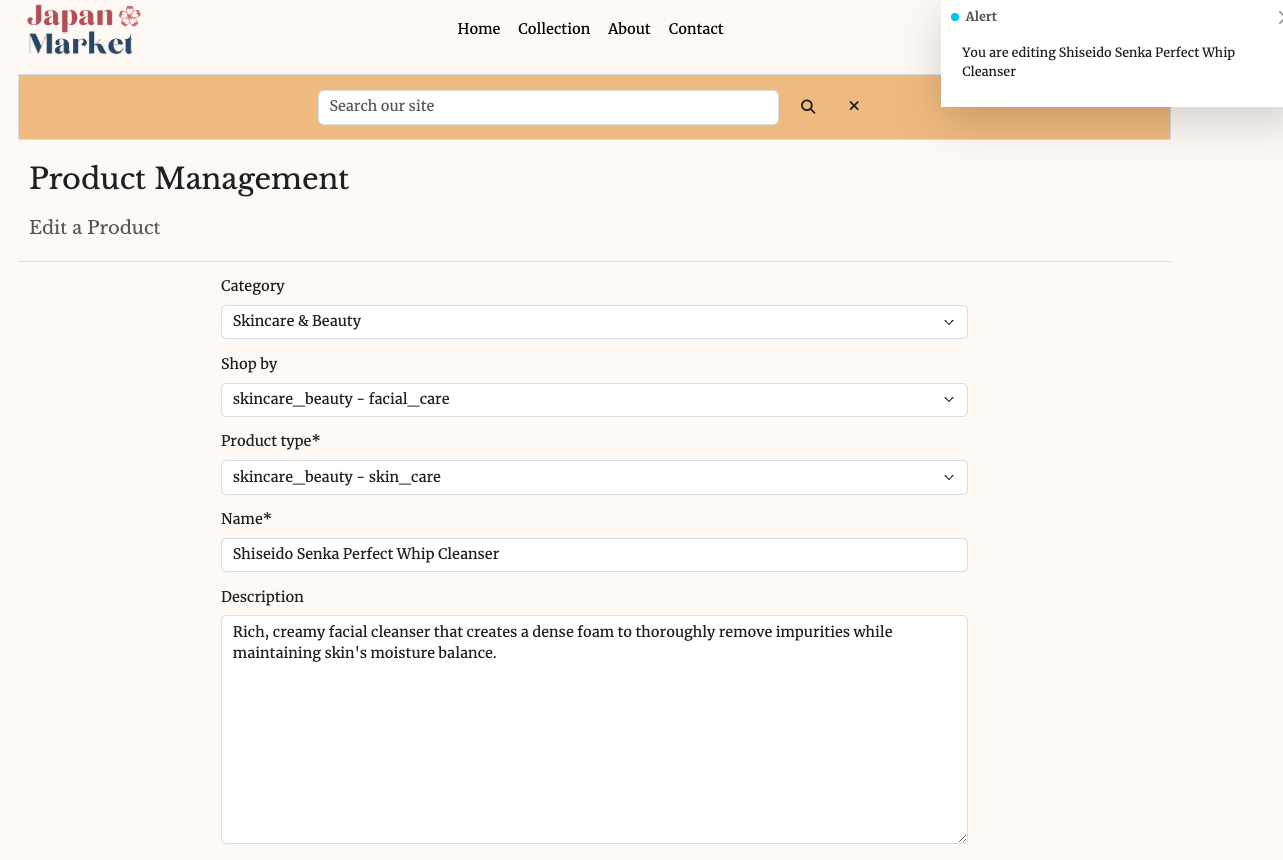 Japan
Market
Home Collection About Contact
Alert
You are editing Shiseido Senka Perfect Whip
Cleanser
Search our site
Product Management
Edit a Product
Category
Skincare & Beauty
Shop by
skincare_beauty - facial_care
Product type*
skincare_beauty - skin_care
Name*
Shiseido Senka Perfect Whip Cleanser
Description
Rich, creamy facial cleanser that creates a dense foam to thoroughly remove impurities while
maintaining skin's moisture balance.